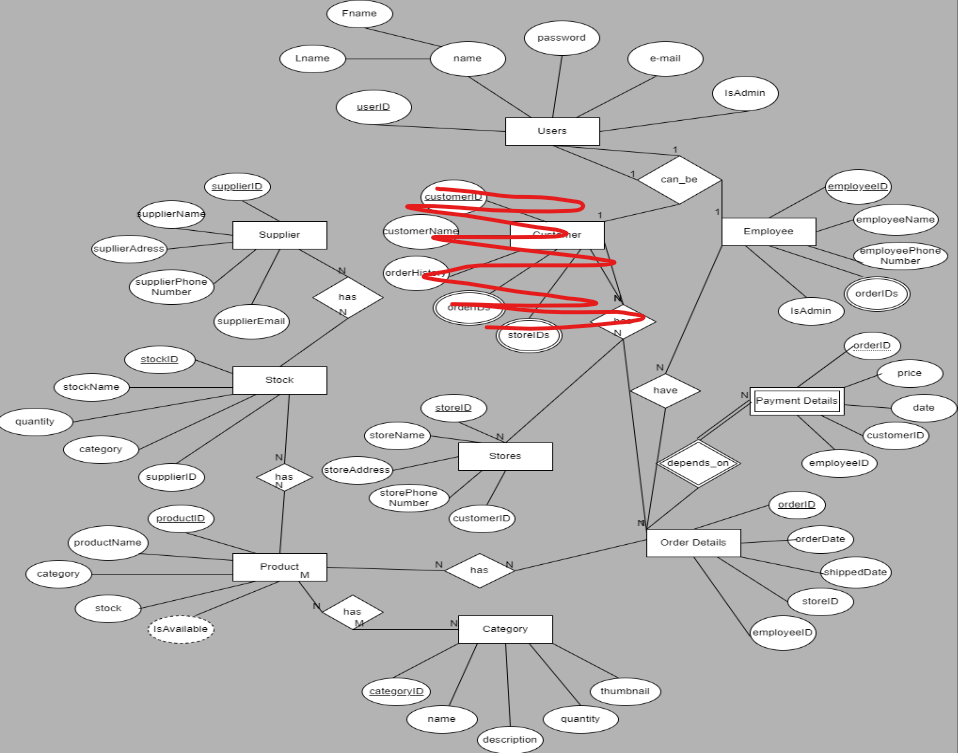 Fname
Lname
name
password
e-mail
userID
IsAdmin
Users
1
1
can_be
supplierID
supplierName
supllierAdress
supplierPhone
Number
supplierEmail
Supplier
N
has
N
customerID
customerName
orderHistory
orderIDs
storeIDs
Customer
1
N
has
N
1
Employee
employeeID
employeeName
employeePhone
Number
orderIDs
IsAdmin
stockID
stockName
quantity
category
supplierID
Stock
N
has
N
storeID
storeName
storeAddress
storePhone
Number
customerID
N
Stores
N
have
N
Payment Details
orderID
price
date
customerID
employeeID
depends_on
N
Order Details
orderID
orderDate
shippedDate
storeID
employeeID
productID
productName
category
stock
IsAvailable
Product
M
N
has
N
N
has
M
N
Category
categoryID
name
description
quantity
thumbnail